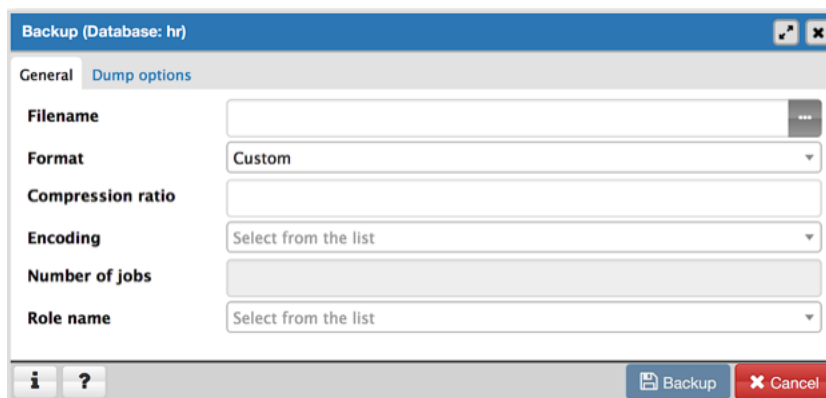 Backup (Database: hr)
General Dump options
Filename
Format Custom
Compression ratio
Encoding Select from the list
Number of jobs
Role name Select from the list
i ? Backup Cancel